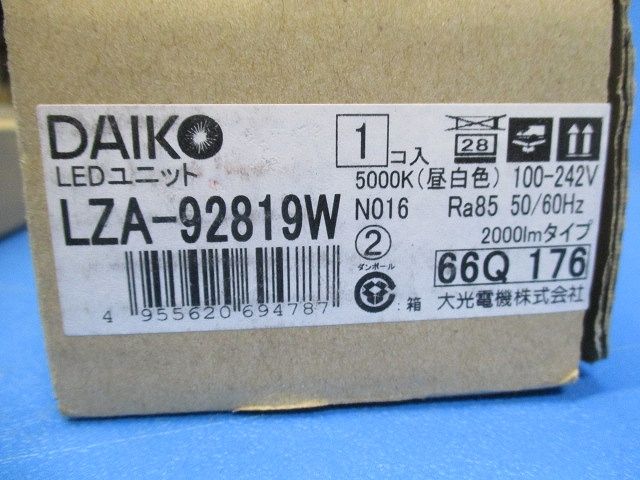 DAIKO
LEDユニット
LZA-92819W
4 955620 694787
1 コ入
28
5000K(昼白色) 100-242V
N016 Ra85 50/60Hz
2 2000lmタイプ
ダンボール
:箱
66Q 176
大光電機株式会社